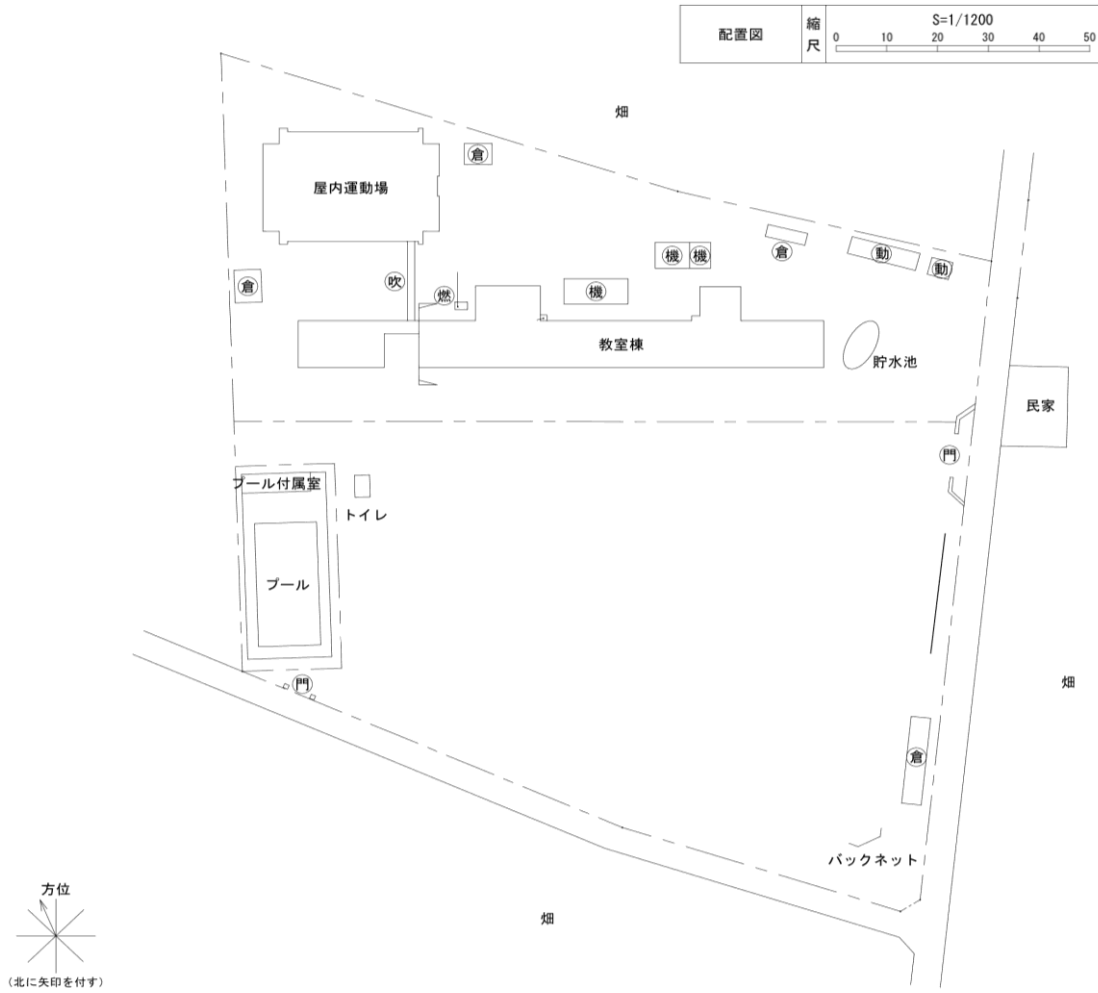 配置図
縮尺
S=1/1200
0 10 20 30 40 50
畑
倉
屋内運動場
倉
動
動
機
機
倉
吹
燃
機
教室棟
貯水池
民家
門
プール付属室
トイレ
プール
門
畑
倉
バックネット
方位
畑
(北に矢印を付す)